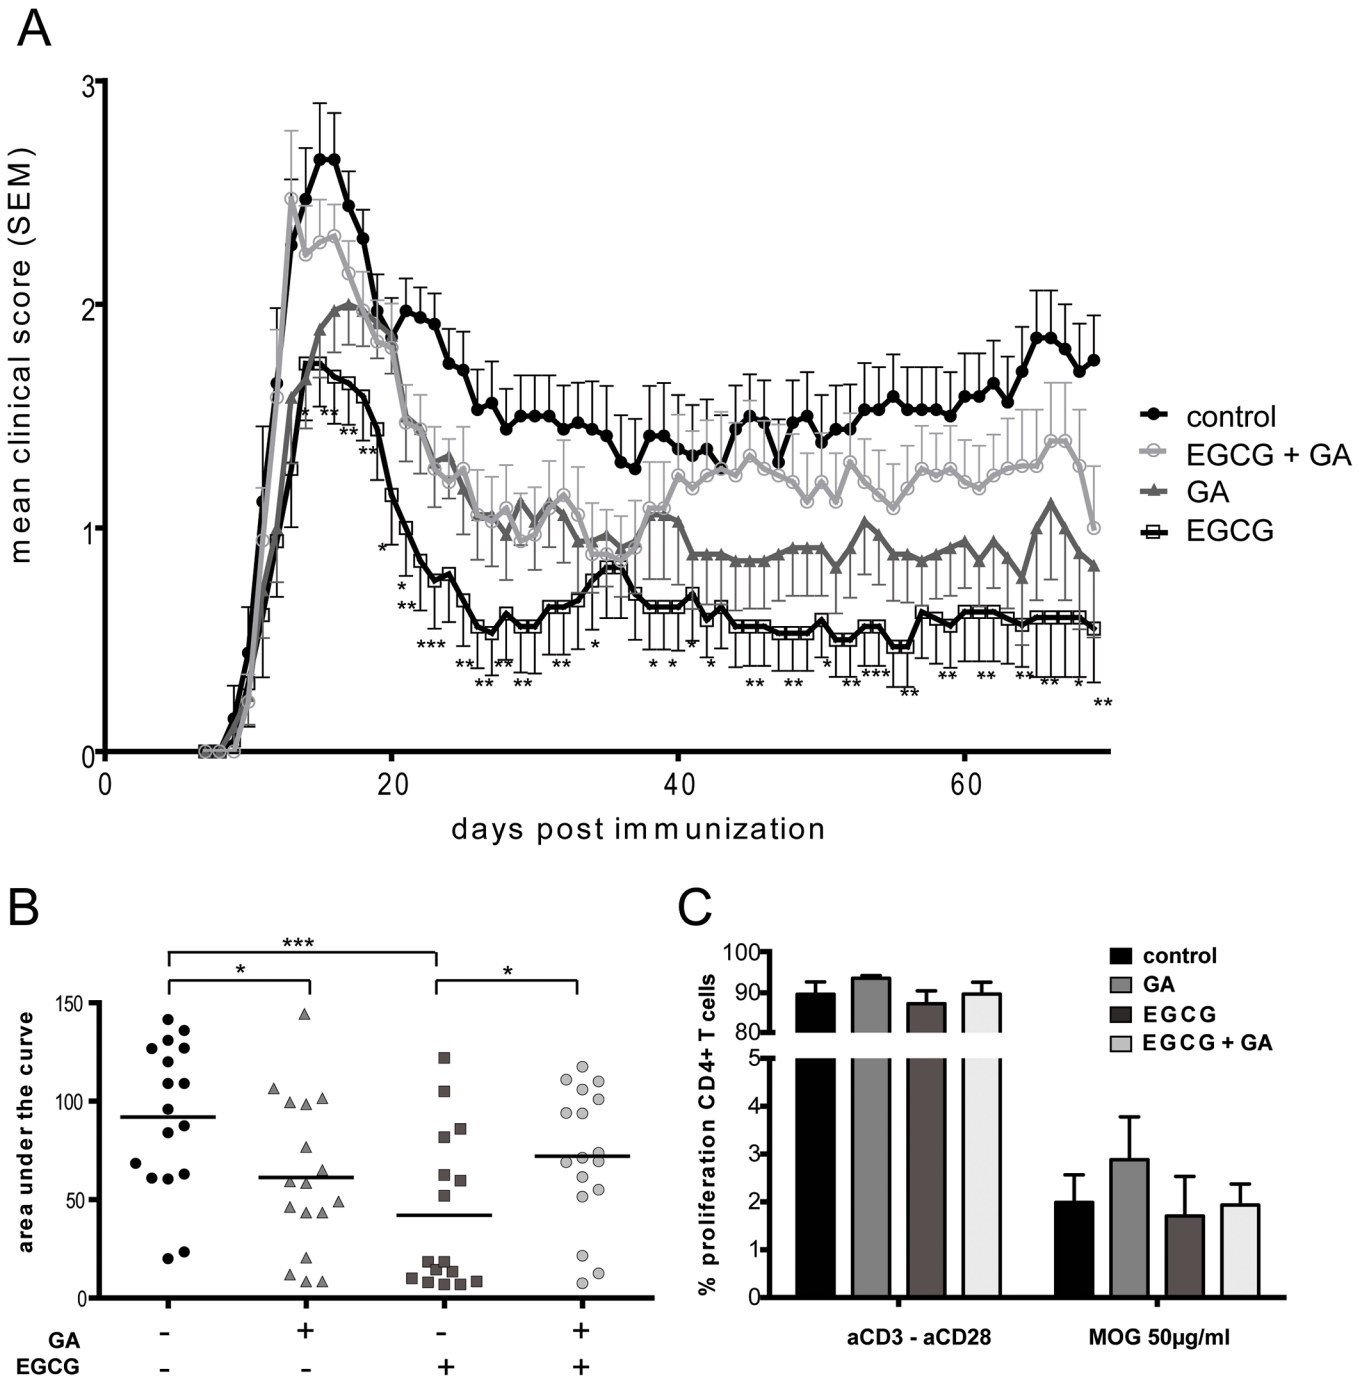 A
mean clinical score (SEM)
3
2
1
0
0 20 40 60
days post immunization
control
EGCG + GA
GA
EGCG
* ** ** ** * * ** *** ** ** ** ** ** * * * * * ** ** * ** *** ** ** ** ** ** * **
B
area under the curve
150
100
50
0
***
* *
GA - + - +
EGCG - - + +
C
% proliferation CD4+ T cells
100
90
80
5
4
3
2
1
0
control
GA
EGCG
EGCG + GA
aCD3 - aCD28 MOG 50µg/ml